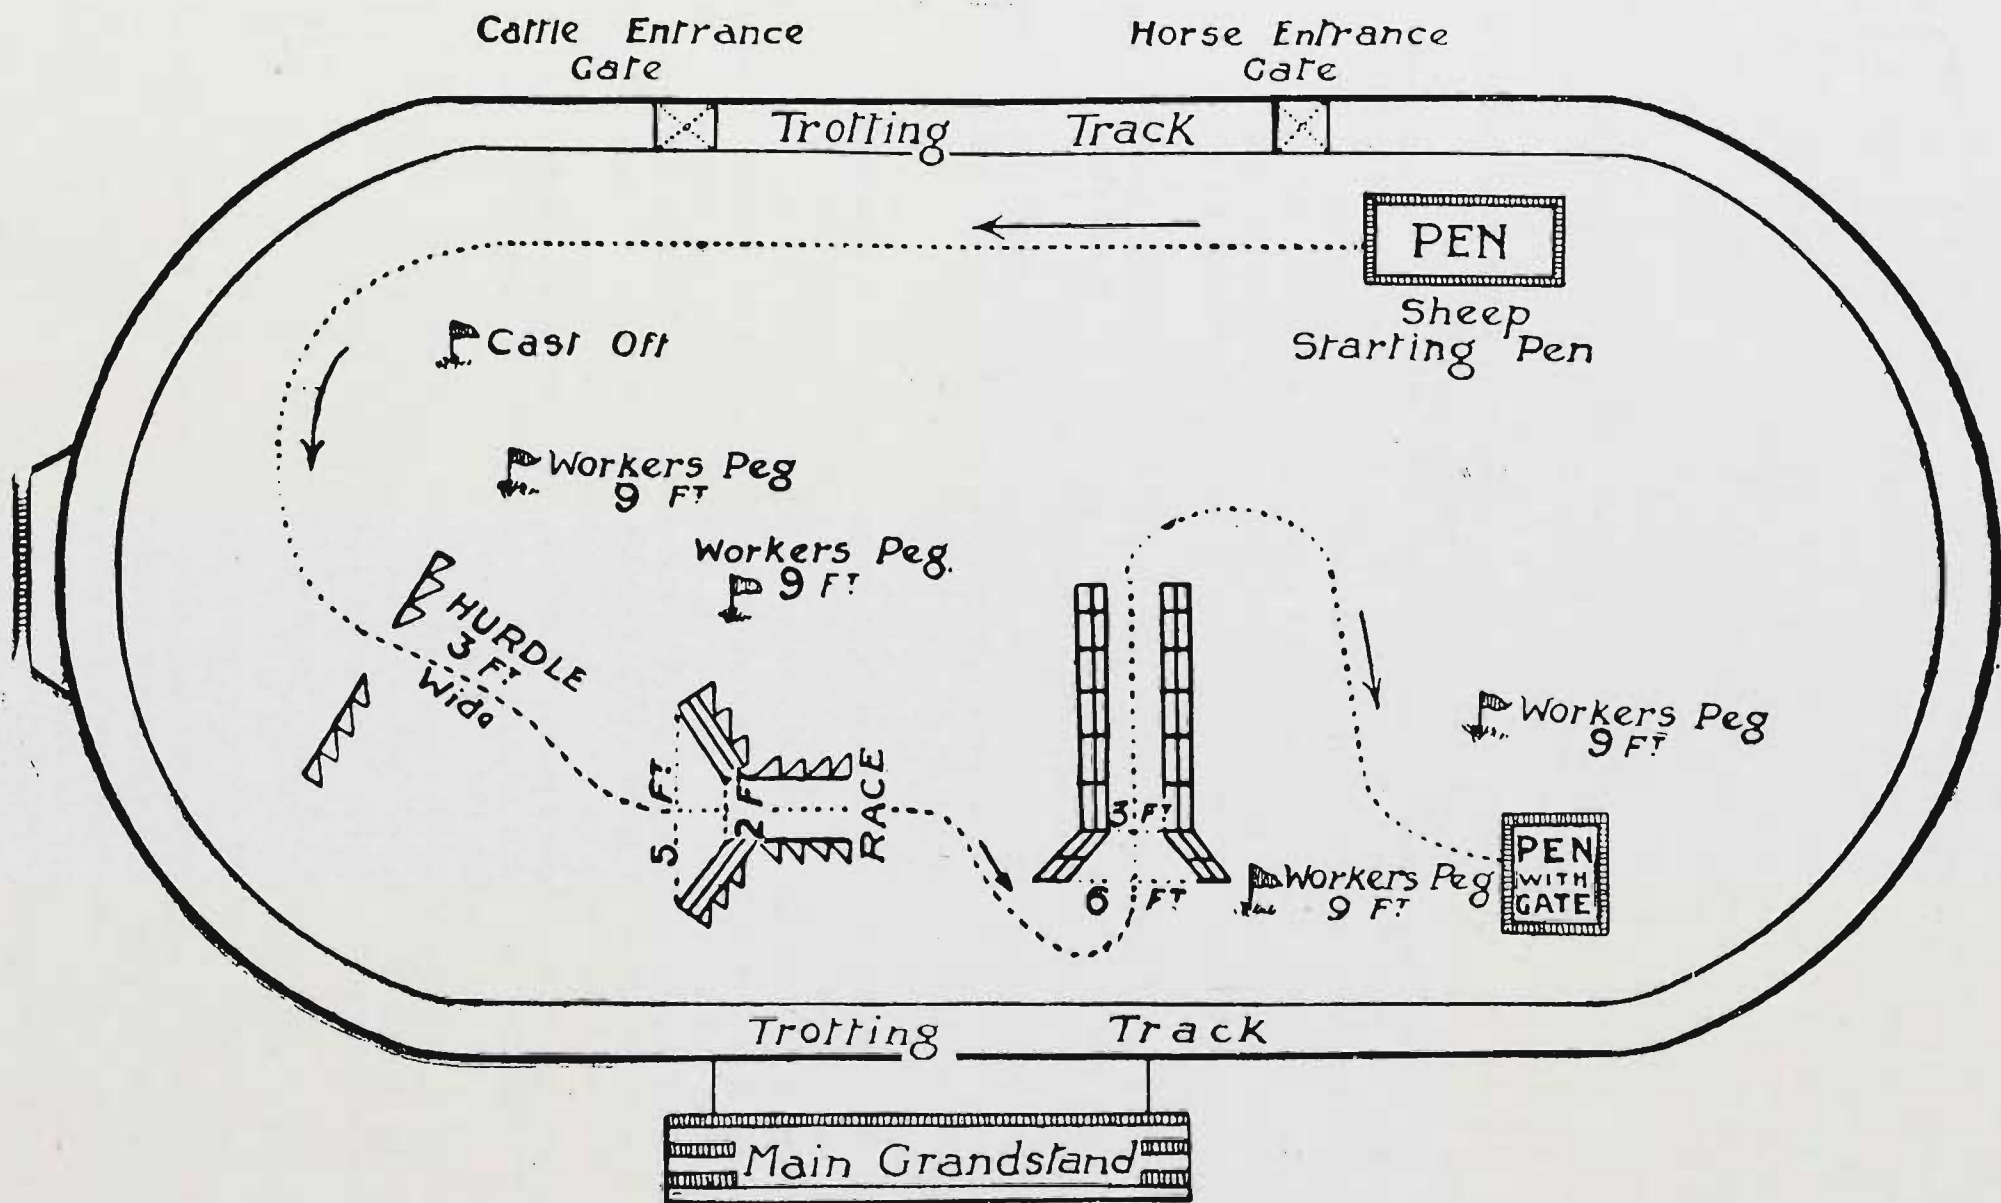 Cattle Entrance
Gate
Horse Entrance
Gate
Trotting Track
PEN
Sheep
Starting Pen
Cast Off
Workers Peg
9 FT
Workers Peg.
9 FT
HURDLE
3 FT
Wide
5 FT.
2 F
RACE
3 FT
6 FT
Workers Peg
9 FT
Workers Peg
9 FT
PEN
WITH
GATE
Trotting Track
Main Grandstand